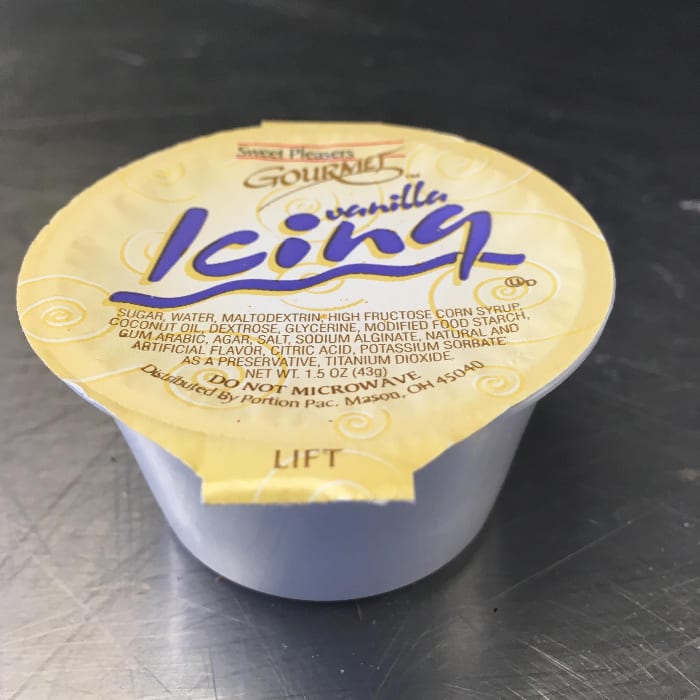 Sweet Pleasers
GOURMET™
vanilla
Icing
UD
SUGAR, WATER, MALTODEXTRIN, HIGH FRUCTOSE CORN SYRUP,
COCONUT OIL, DEXTROSE, GLYCERINE, MODIFIED FOOD STARCH,
GUM ARABIC, AGAR, SALT, SODIUM ALGINATE, NATURAL AND
ARTIFICIAL FLAVOR, CITRIC ACID, POTASSIUM SORBATE
AS A PRESERVATIVE, TITANIUM DIOXIDE.
NET WT. 1.5 OZ (43g)
DO NOT MICROWAVE
Distributed By Portion Pac, Mason, OH 45040
LIFT